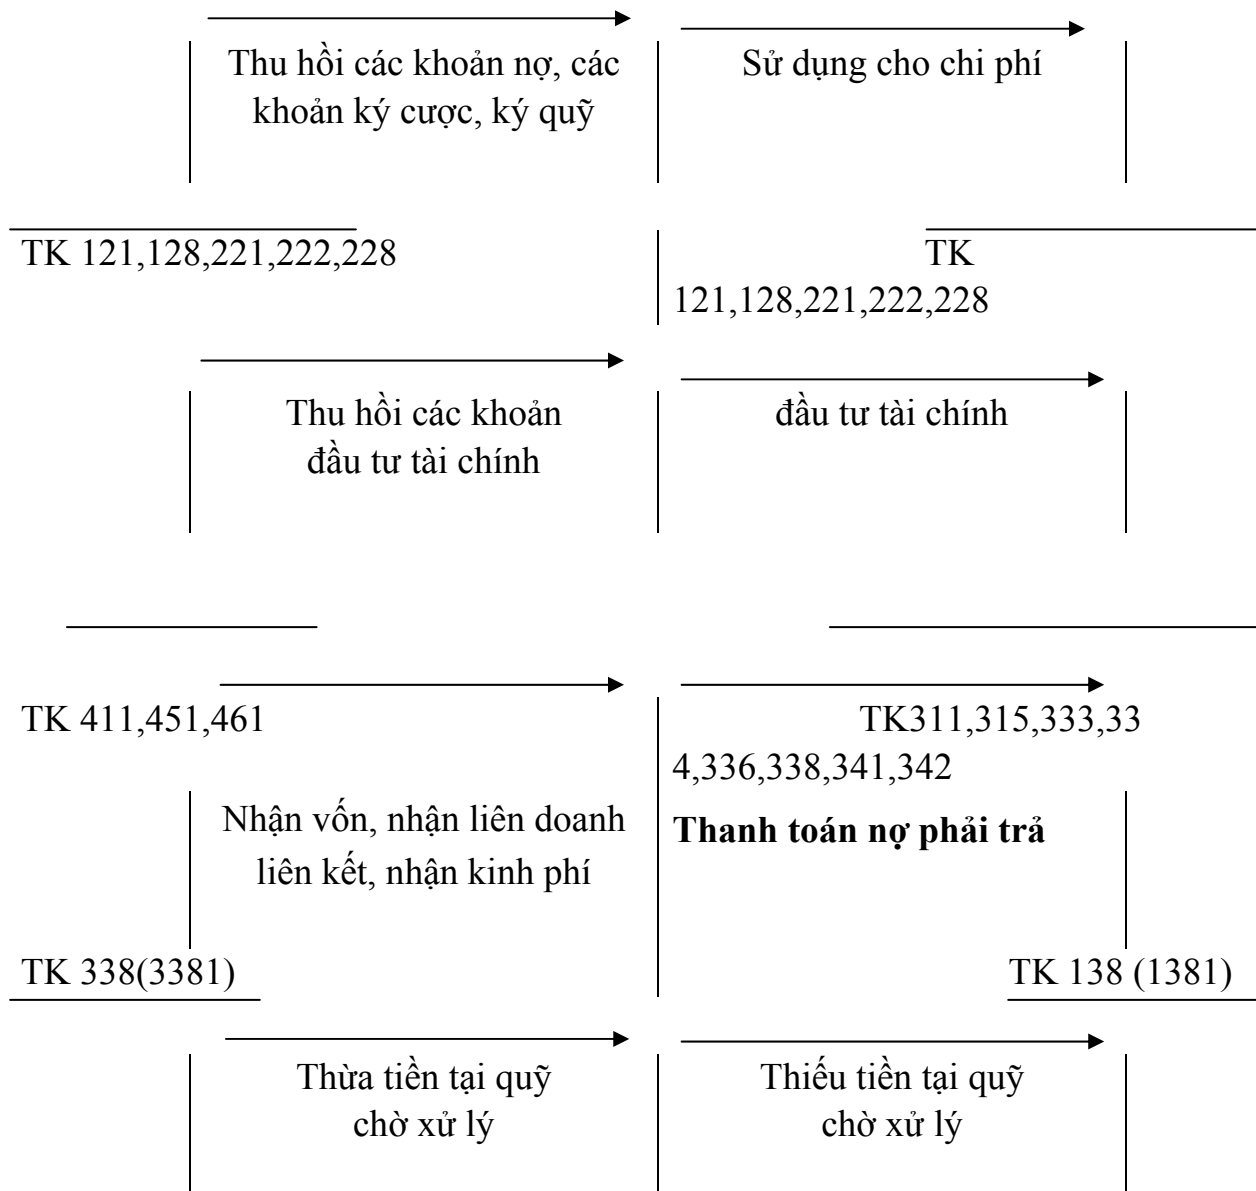 Thu hồi các khoản nợ, các
khoản ký cược, ký quỹ
Sử dụng cho chi phí
TK 121,128,221,222,228
TK
121,128,221,222,228
Thu hồi các khoản
đầu tư tài chính
đầu tư tài chính
TK 411,451,461
TK311,315,333,33
4,336,338,341,342
Nhận vốn, nhận liên doanh
liên kết, nhận kinh phí
Thanh toán nợ phải trả
TK 338(3381)
TK 138 (1381)
Thừa tiền tại quỹ
chờ xử lý
Thiếu tiền tại quỹ
chờ xử lý